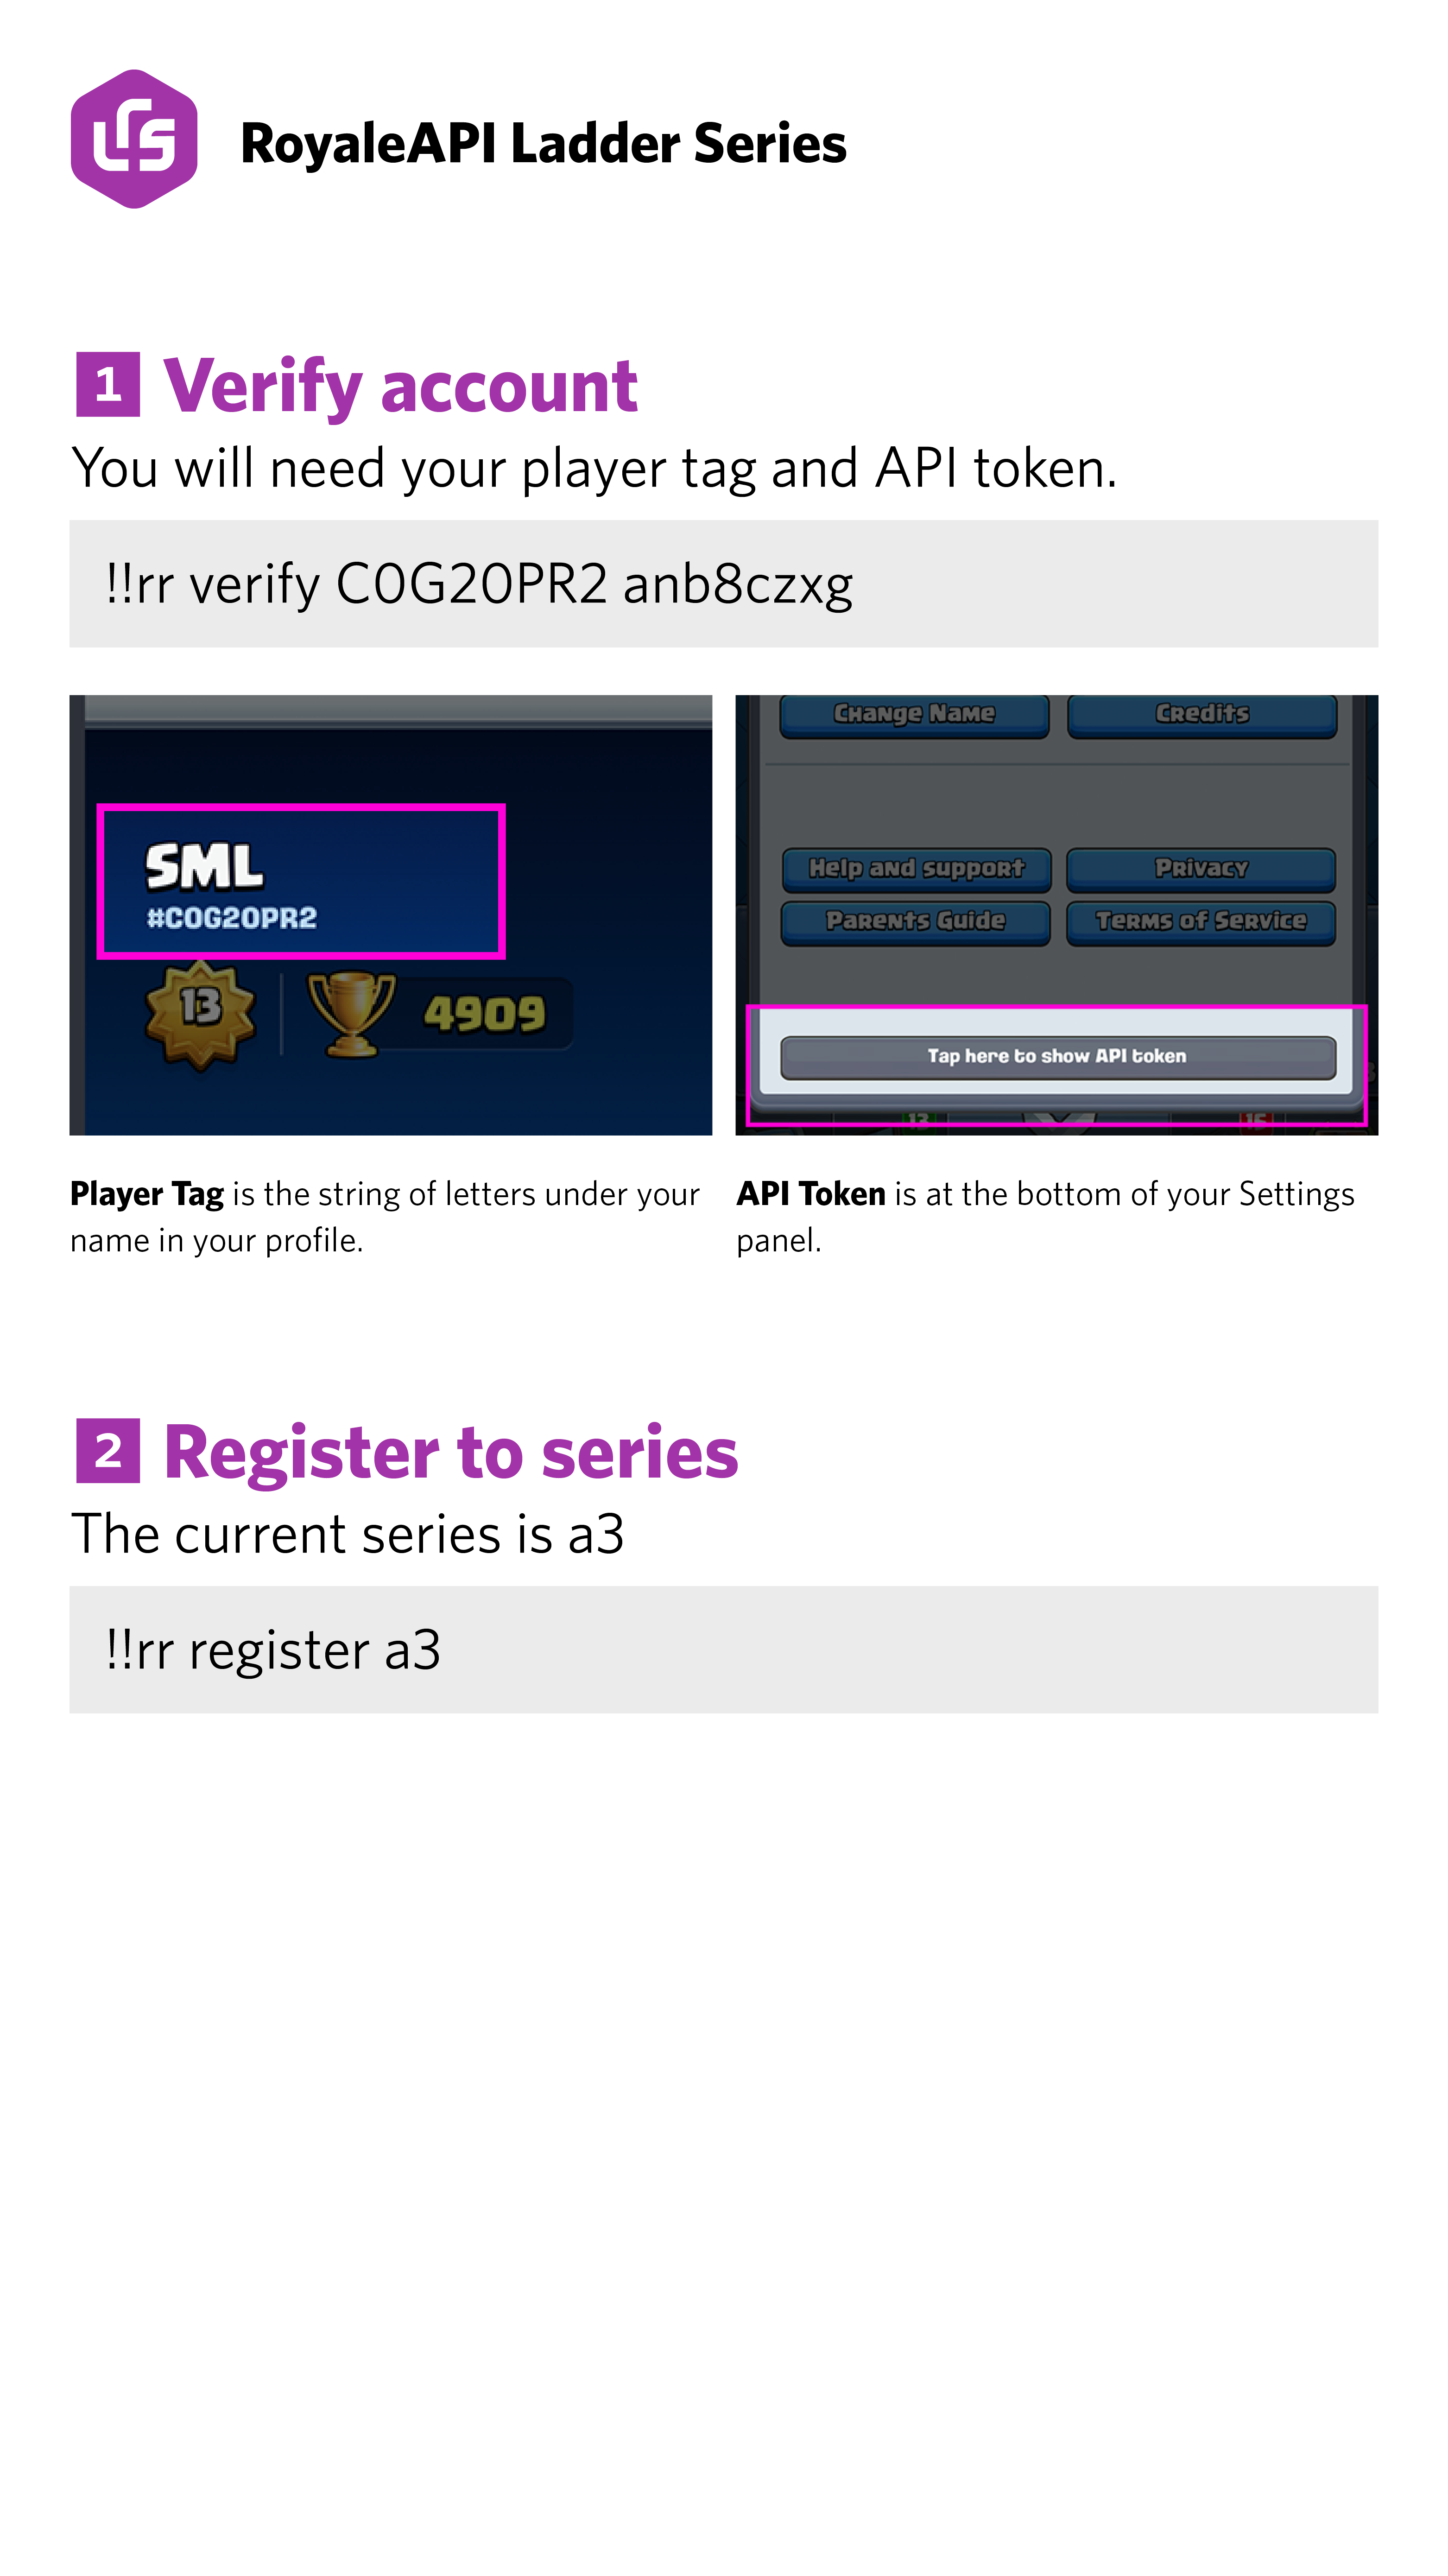 RoyaleAPI Ladder Series
1 Verify account
You will need your player tag and API token.
!!rr verify C0G20PR2 anb8czxg
SML
#C0G20PR2
13
4909
Change Name
Credits
Help and support
Privacy
Parents Guide
Terms of Service
Tap here to show API token
13
15
Player Tag is the string of letters under your
name in your profile.
API Token is at the bottom of your Settings
panel.
2 Register to series
The current series is a3
!!rr register a3